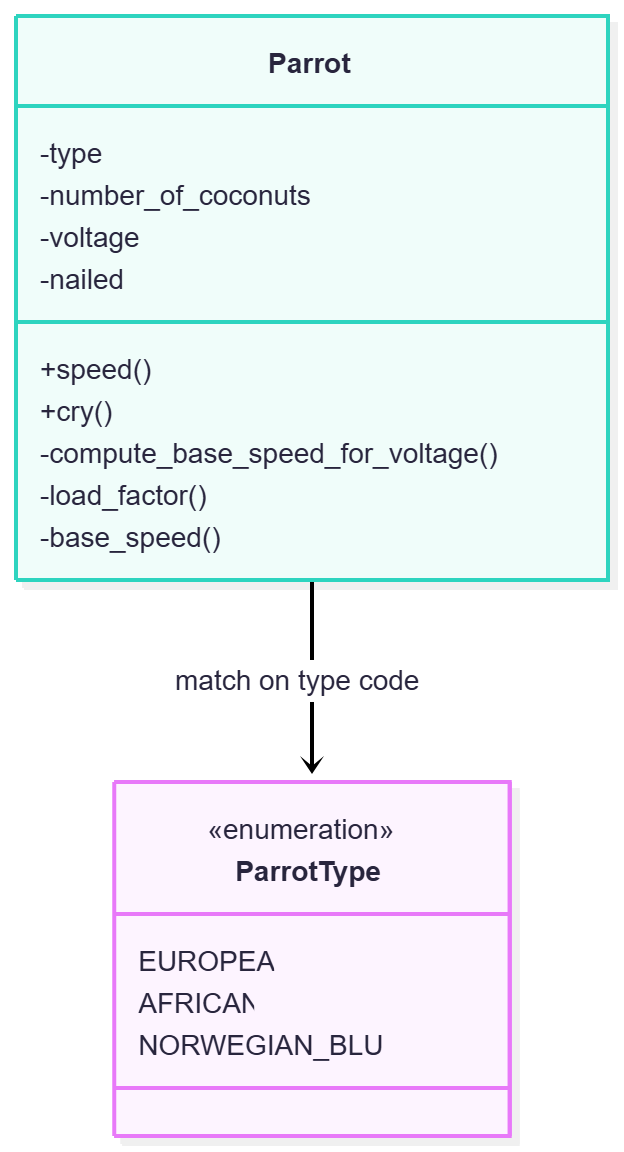 Parrot
-type
-number_of_coconuts
-voltage
-nailed
+speed()
+cry()
-compute_base_speed_for_voltage()
-load_factor()
-base_speed()
match on type code
«enumeration»
ParrotType
EUROPEA
AFRICAN
NORWEGIAN_BLU